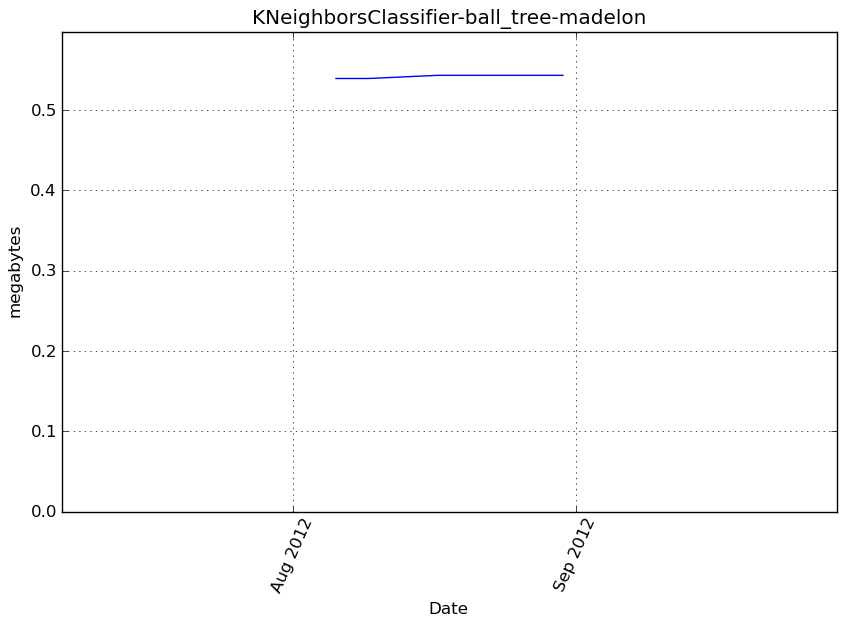 KNeighborsClassifier-ball_tree-madelon
megabytes
0.5
0.4
0.3
0.2
0.1
0.0
Aug 2012
Sep 2012
Date